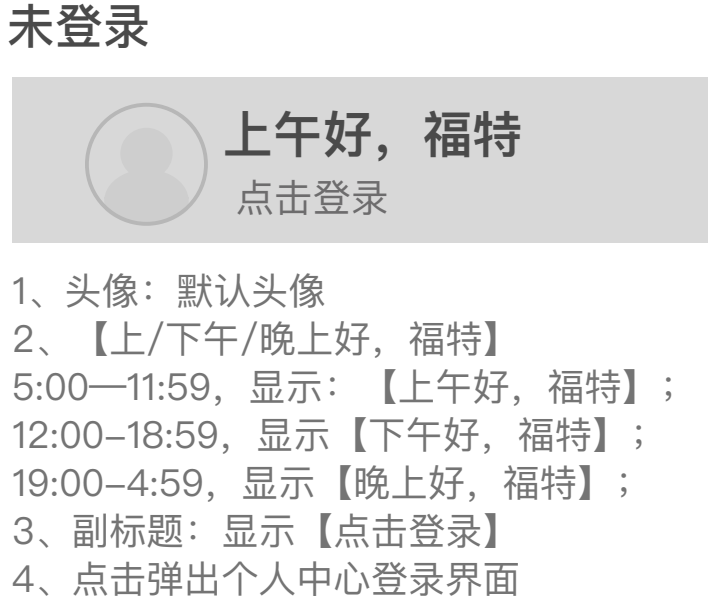 未登录
上午好，福特
点击登录
1、头像：默认头像
2、【上/下午/晚上好，福特】
5:00—11:59，显示：【上午好，福特】；
12:00–18:59，显示【下午好，福特】；
19:00–4:59，显示【晚上好，福特】；
3、副标题：显示【点击登录】
4、点击弹出个人中心登录界面